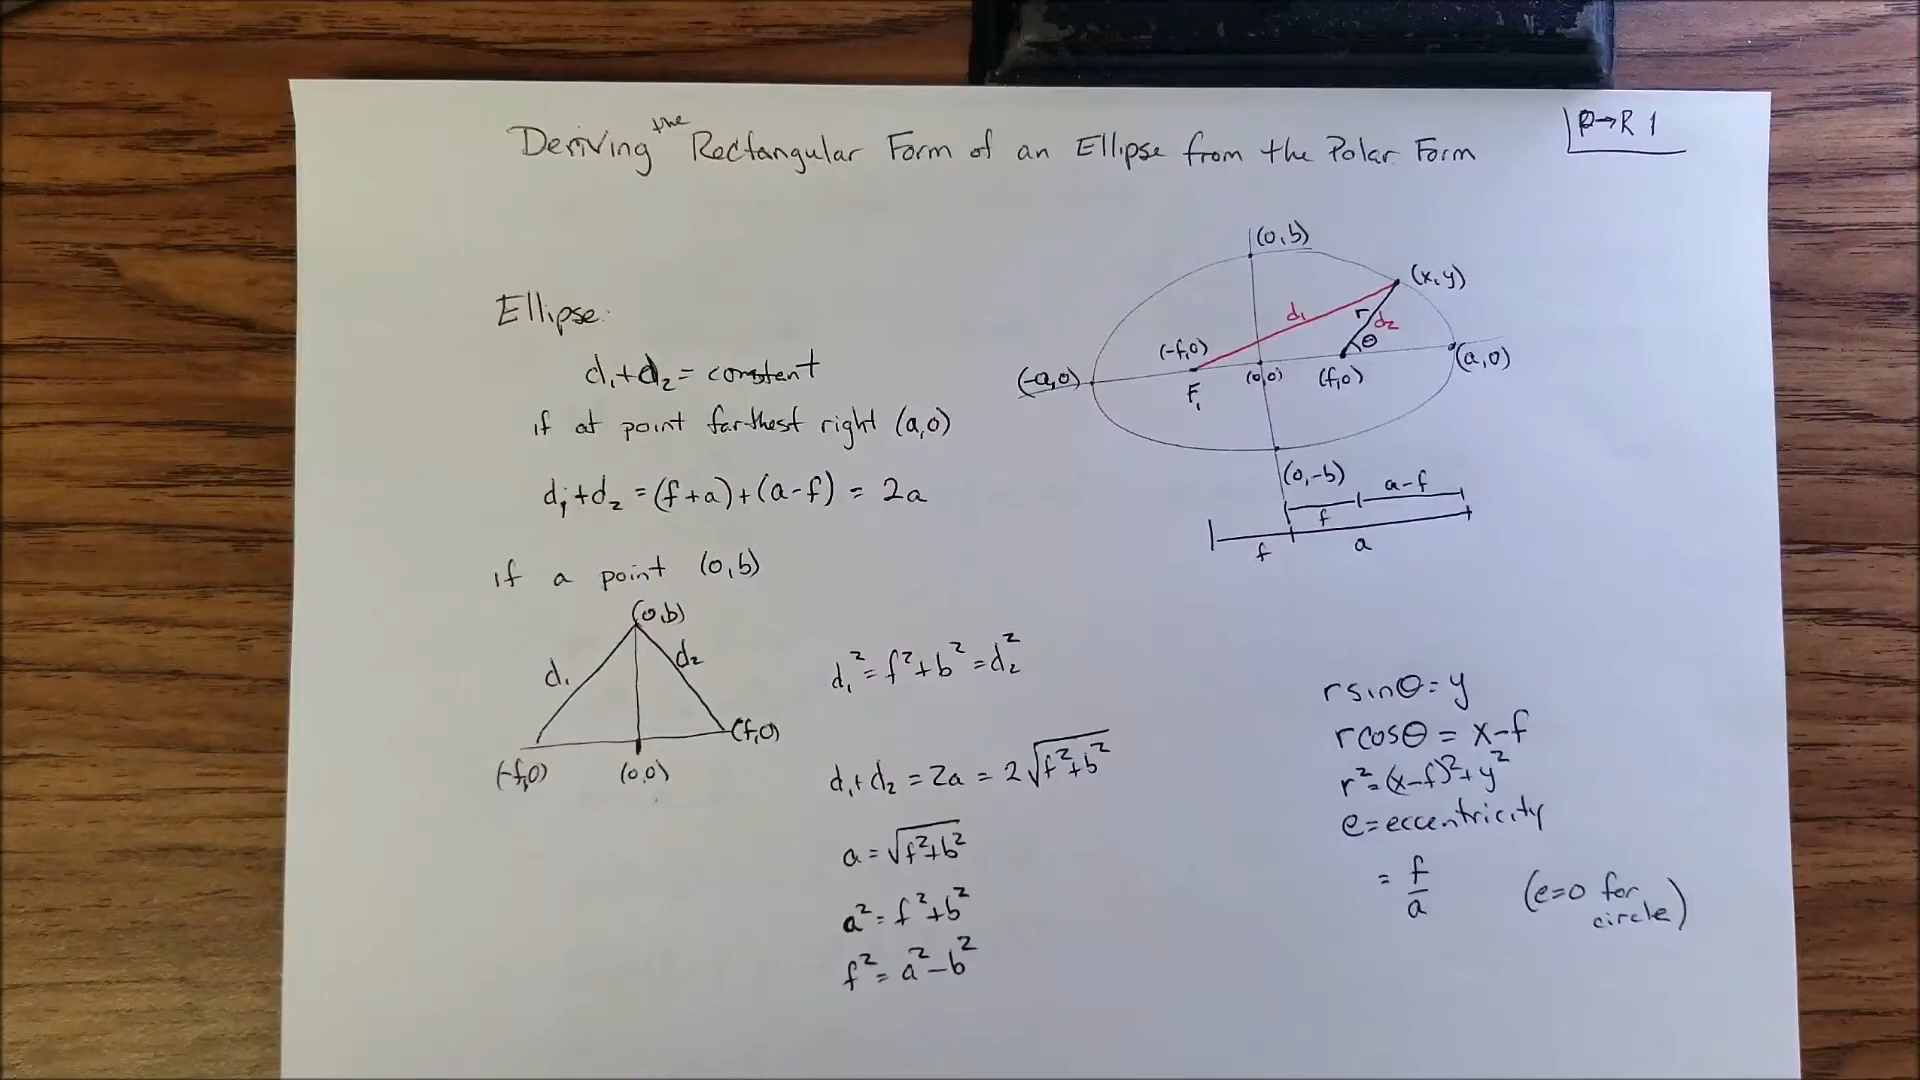 Deriving the Rectangular Form of an Ellipse from the Polar Form
P→R 1
(0,b)
(x,y)
d₁
r
d₂
θ
(-f,0)
F₁
(-a,0)
(0,0)
(f,0)
(a,0)
(0,-b)
f
a-f
f
a
Ellipse:
d₁+d₂ = constant
if at point farthest right (a,0)
d₁+d₂ = (f+a)+(a-f) = 2a
if a point (0,b)
(0,b)
d₁
d₂
(-f,0)
(0,0)
(f,0)
d₁² = f²+b² = d₂²
d₁+d₂ = 2a = 2√f²+b²
a = √f²+b²
a² = f²+b²
f² = a²-b²
r sinθ = y
r cosθ = x-f
r² = (x-f)²+y²
e = eccentricity
= f/a
(e=0 for
circle)